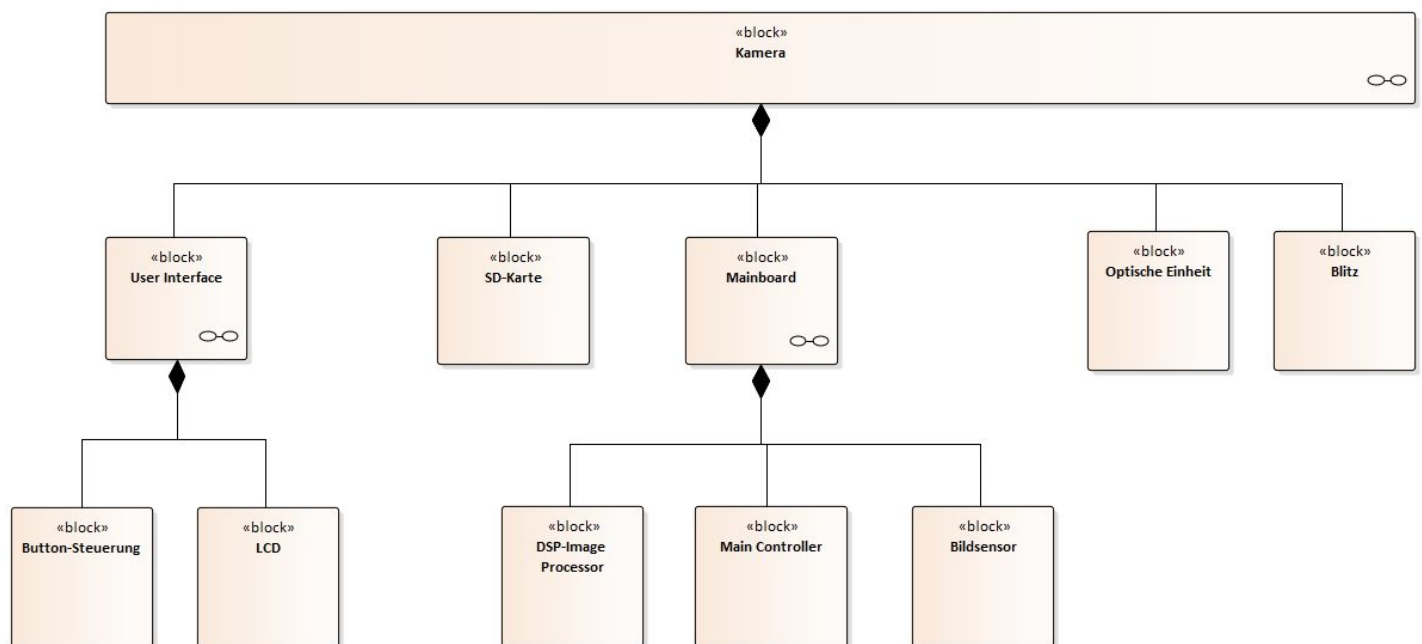 «block»
Kamera
«block»
User Interface
«block»
SD-Karte
«block»
Mainboard
«block»
Optische Einheit
«block»
Blitz
«block»
Button-Steuerung
«block»
LCD
«block»
DSP-Image
Processor
«block»
Main Controller
«block»
Bildsensor